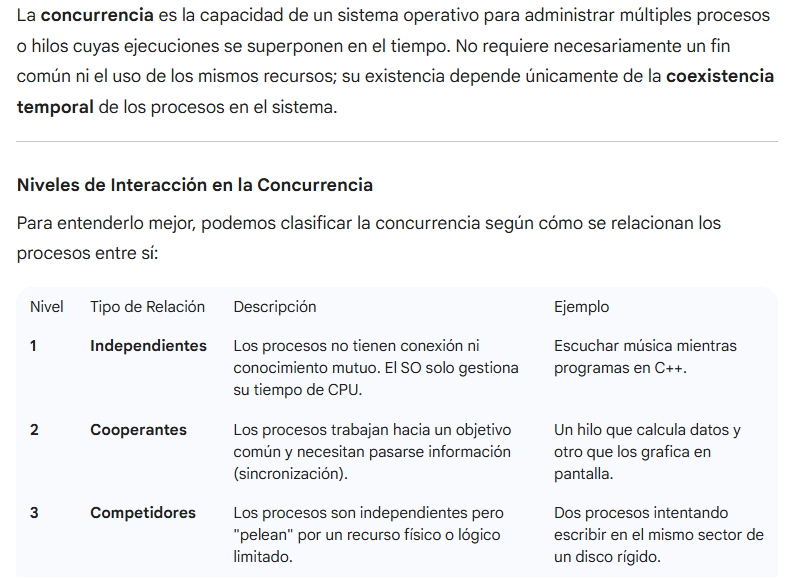 La concurrencia es la capacidad de un sistema operativo para administrar múltiples procesos
o hilos cuyas ejecuciones se superponen en el tiempo. No requiere necesariamente un fin
común ni el uso de los mismos recursos; su existencia depende únicamente de la coexistencia
temporal de los procesos en el sistema.
Niveles de Interacción en la Concurrencia
Para entenderlo mejor, podemos clasificar la concurrencia según cómo se relacionan los
procesos entre sí:
Nivel Tipo de Relación Descripción Ejemplo
1 Independientes Los procesos no tienen conexión ni Escuchar música mientras
conocimiento mutuo. El SO solo gestiona programas en C++.
su tiempo de CPU.
2 Cooperantes Los procesos trabajan hacia un objetivo Un hilo que calcula datos y
común y necesitan pasarse información otro que los grafica en
(sincronización). pantalla.
3 Competidores Los procesos son independientes pero Dos procesos intentando
"pelean" por un recurso físico o lógico escribir en el mismo sector de
limitado. un disco rígido.